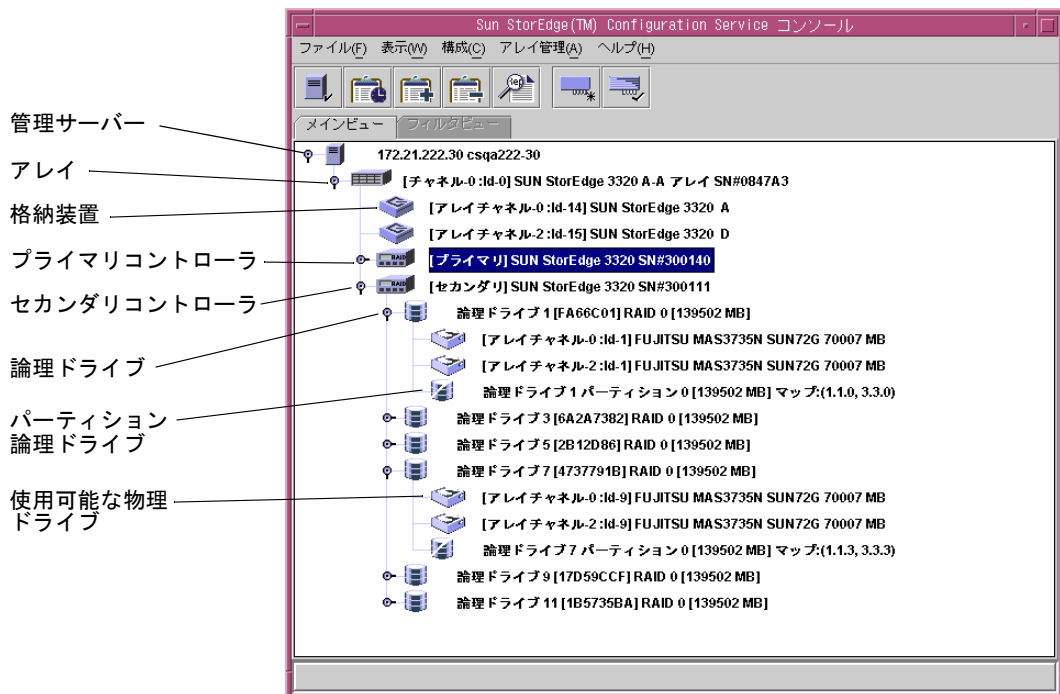 Sun StorEdge(TM) Configuration Service コンソール
ファイル(F) 表示(W) 構成(C) アレイ管理(A) ヘルプ(H)
rep
メインビュー フィルタビュー
管理サーバー
172.21.222.30 csqa222-30
アレイ
[チャネル-0 :Id-0] SUN StorEdge 3320 A-A アレイ SN#0847A3
格納装置
[アレイチャネル-0 :Id-14] SUN StorEdge 3320 A
[アレイチャネル-2 :Id-15] SUN StorEdge 3320 D
プライマリコントローラ
RAID
[プライマリ] SUN StorEdge 3320 SN#300140
セカンダリコントローラ
RAID
[セカンダリ] SUN StorEdge 3320 SN#300111
論理ドライブ 1 [FA66C01] RAID 0 [139502 MB]
[アレイチャネル-0 :Id-1] FUJITSU MAS3735N SUN72G 70007 MB
論理ドライブ
[アレイチャネル-2 :Id-1] FUJITSU MAS3735N SUN72G 70007 MB
論理ドライブ 1 パーティション 0 [139502 MB] マップ:(1.1.0, 3.3.0)
パーティション
論理ドライブ
論理ドライブ 3 [6A2A7382] RAID 0 [139502 MB]
論理ドライブ 5 [2B12D86] RAID 0 [139502 MB]
論理ドライブ 7 [4737791B] RAID 0 [139502 MB]
使用可能な物理
ドライブ
[アレイチャネル-0 :Id-9] FUJITSU MAS3735N SUN72G 70007 MB
[アレイチャネル-2 :Id-9] FUJITSU MAS3735N SUN72G 70007 MB
論理ドライブ 7 パーティション 0 [139502 MB] マップ:(1.1.3, 3.3.3)
論理ドライブ 9 [17D59CCF] RAID 0 [139502 MB]
論理ドライブ 11 [1B5735BA] RAID 0 [139502 MB]